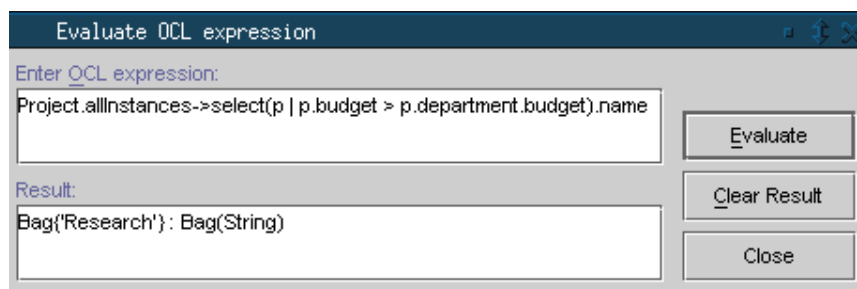 Evaluate OCL expression
Enter OCL expression:
Project.allInstances->select(p | p.budget > p.department.budget).name
Evaluate
Result:
Clear Result
Bag{'Research'} : Bag(String)
Close